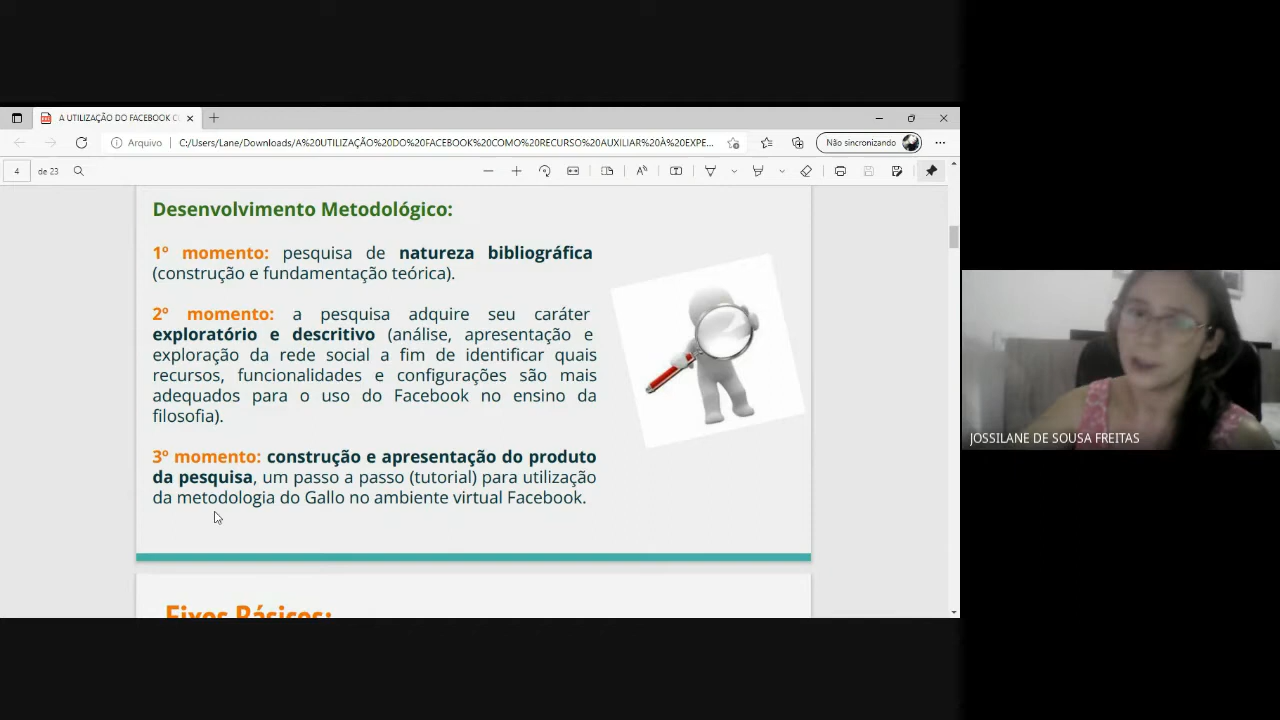 A UTILIZAÇÃO DO FACEBOOK C
Arquivo
C:/Users/Lane/Downloads/A%20UTILIZAÇÃO%20DO%20FACEBOOK%20COMO%20RECURSO%20AUXILIAR%20À%20EXPE...
Não sincronizando
4 de 23
Desenvolvimento Metodológico:
1º momento: pesquisa de natureza bibliográfica
(construção e fundamentação teórica).
2º momento: a pesquisa adquire seu caráter
exploratório e descritivo (análise, apresentação e
exploração da rede social a fim de identificar quais
recursos, funcionalidades e configurações são mais
adequados para o uso do Facebook no ensino da
filosofia).
3º momento: construção e apresentação do produto
da pesquisa, um passo a passo (tutorial) para utilização
da metodologia do Gallo no ambiente virtual Facebook.
JOSSILANE DE SOUSA FREITAS
Eixos Básicos: